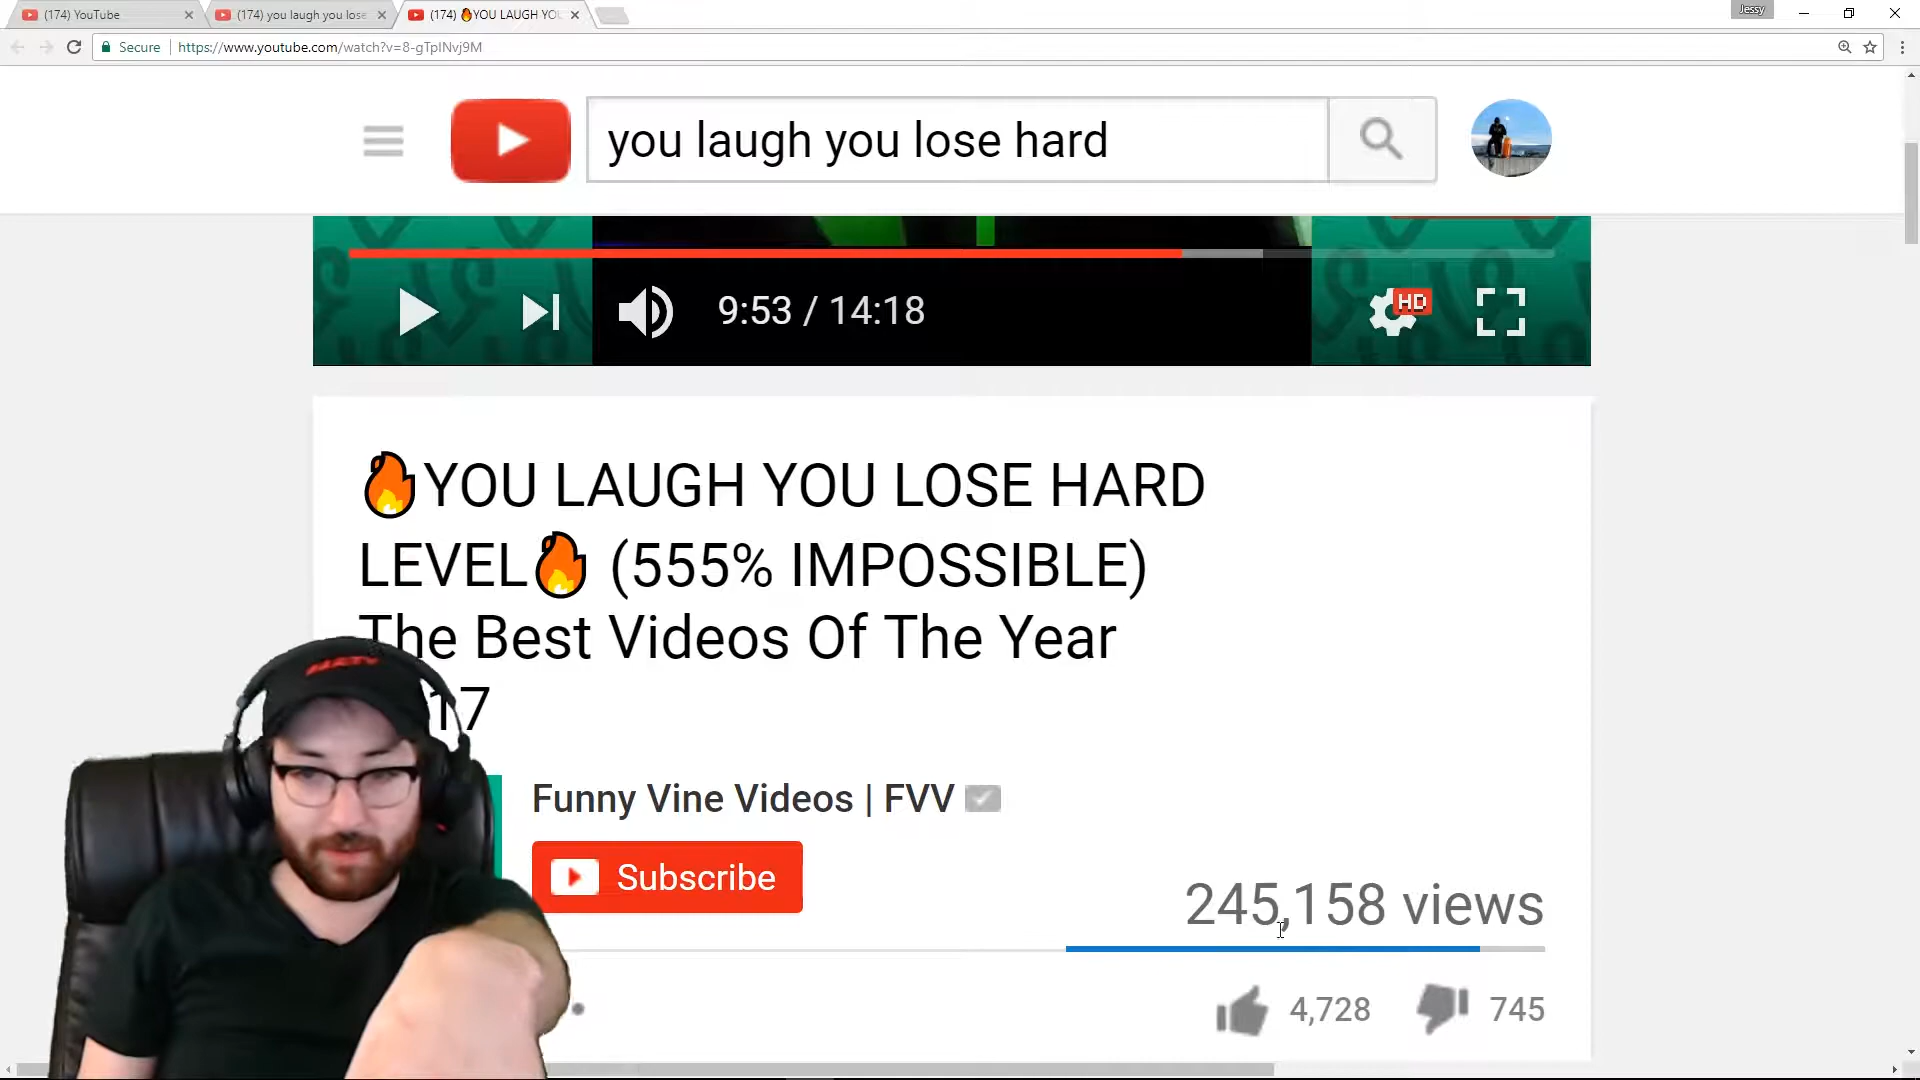 (174) YouTube
(174) you laugh you lose
(174) 🔥YOU LAUGH YOU
Jessy
Secure
https://www.youtube.com/watch?v=8-gTpINvj9M
you laugh you lose hard
9:53 / 14:18
HD
🔥YOU LAUGH YOU LOSE HARD
LEVEL🔥 (555% IMPOSSIBLE)
The Best Videos Of The Year
17
Funny Vine Videos | FVV
Subscribe
245,158 views
4,728
745